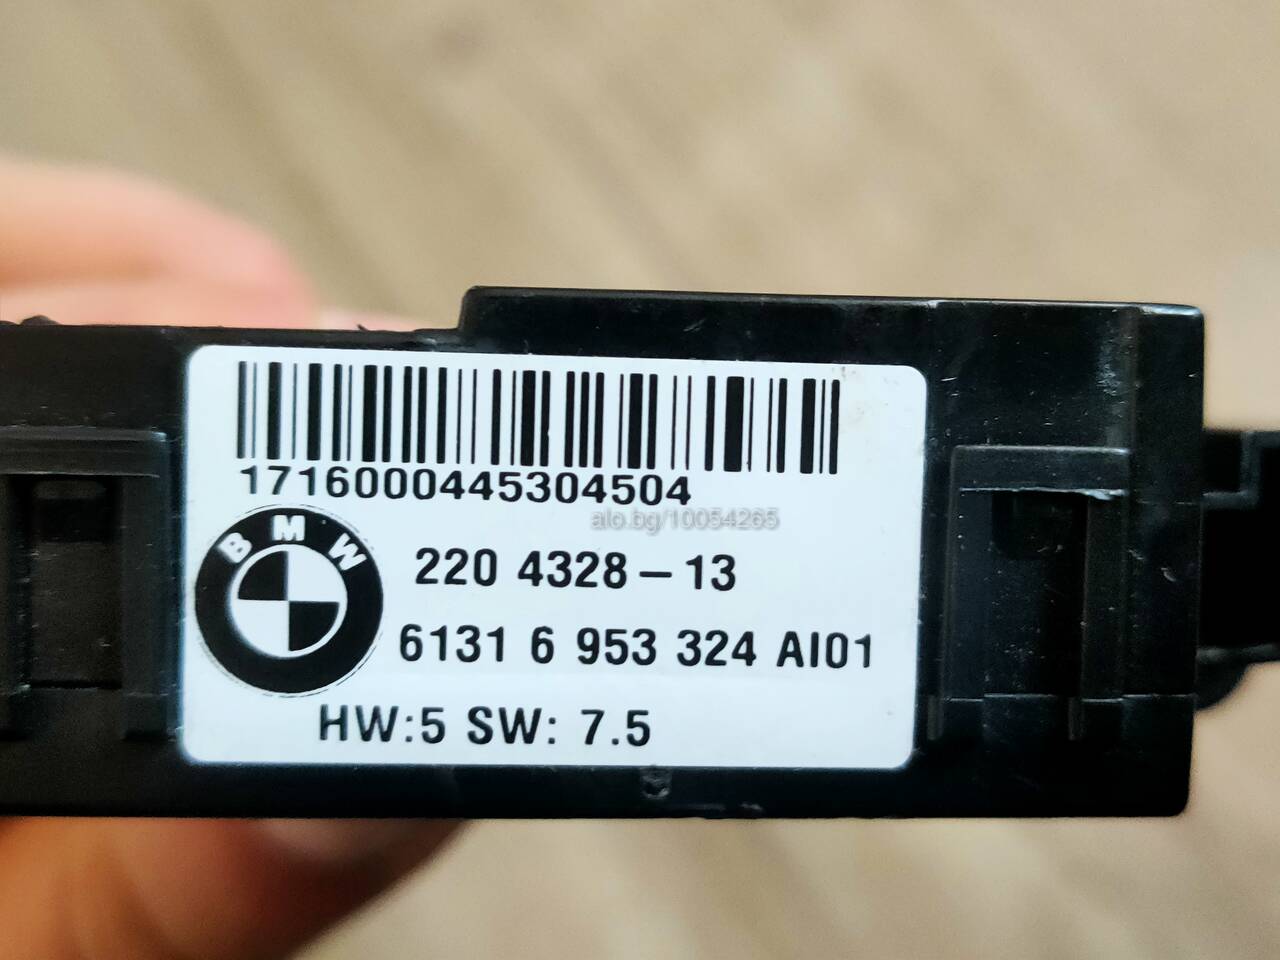 1716000445304504
alo.bg/10054265
BMW
220 4328-13
6131 6 953 324 AI01
HW:5 SW: 7.5